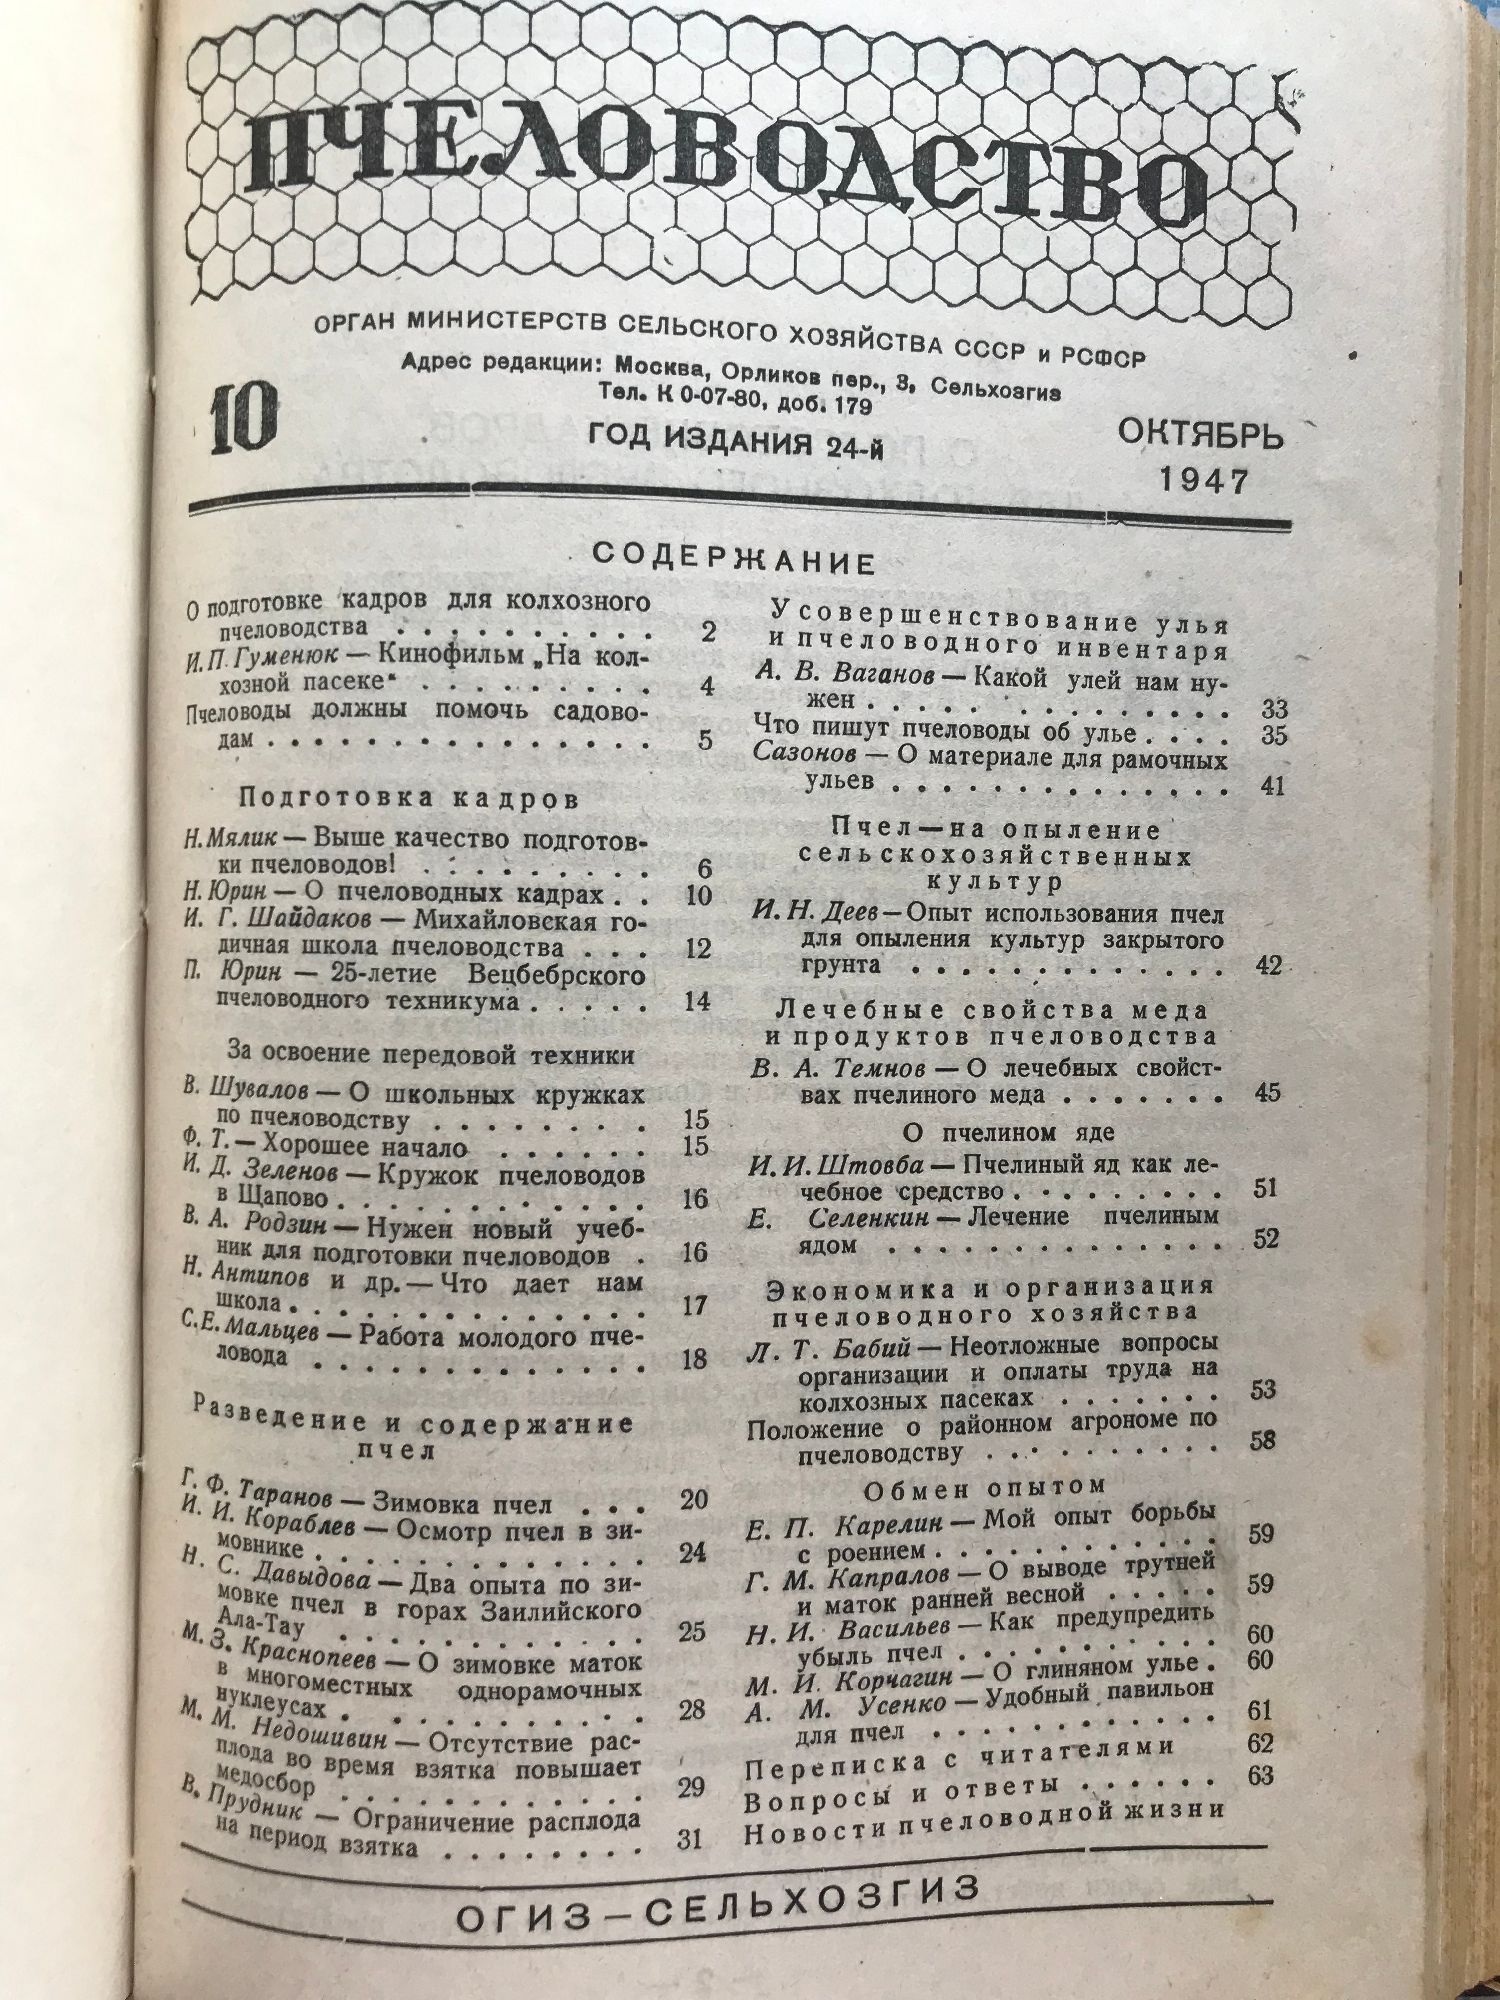 ПЧЕЛОВОДСТВО
ОРГАН МИНИСТЕРСТВ СЕЛЬСКОГО ХОЗЯЙСТВА СССР и РСФСР
Адрес редакции: Москва, Орликов пер., 3, Сельхозгиз
Тел. К 0-07-80, доб. 179
10
ГОД ИЗДАНИЯ 24-й
ОКТЯБРЬ
1947
СОДЕРЖАНИЕ
О подготовке кадров для колхозного
пчеловодства . . . . . . . . . . 2
И. П. Гуменюк — Кинофильм „На кол-
хозной пасеке“ . . . . . . . . . 4
Пчеловоды должны помочь садово-
дам . . . . . . . . . . . . . . . 5
Подготовка кадров
Н. Мялик — Выше качество подготов-
ки пчеловодов! . . . . . . . . . 6
Н. Юрин — О пчеловодных кадрах . . 10
И. Г. Шайдаков — Михайловская го-
дичная школа пчеловодства . . . 12
П. Юрин — 25-летие Вецбебрского
пчеловодного техникума . . . . . 14
За освоение передовой техники
В. Шувалов — О школьных кружках
по пчеловодству . . . . . . . . 15
Ф. Т. — Хорошее начало . . . . . . 15
И. Д. Зеленов — Кружок пчеловодов
в Щапово . . . . . . . . . . . . 16
В. А. Родзин — Нужен новый учеб-
ник для подготовки пчеловодов . 16
Н. Антипов и др. — Что дает нам
школа . . . . . . . . . . . . . . 17
С. Е. Мальцев — Работа молодого пче-
ловода . . . . . . . . . . . . . 18
Разведение и содержание
пчел
Г. Ф. Таранов — Зимовка пчел . . . 20
И. И. Кораблев — Осмотр пчел в зи-
мовнике . . . . . . . . . . . . . 24
Н. С. Давыдова — Два опыта по зи-
мовке пчел в горах Заилийского
Ала-Тау . . . . . . . . . . . . 25
М. З. Краснопеев — О зимовке маток
в многоместных однорамочных
нуклеусах . . . . . . . . . . . 28
М. М. Недошивин — Отсутствие рас-
плода во время взятка повышает
медосбор . . . . . . . . . . . . 29
В. Прудник — Ограничение расплода
на период взятка . . . . . . . . 31
Усовершенствование улья
и пчеловодного инвентаря
А. В. Ваганов — Какой улей нам ну-
жен . . . . . . . . . . . . . . 33
Что пишут пчеловоды об улье . . . . 35
Сазонов — О материале для рамочных
ульев . . . . . . . . . . . . . . 41
Пчел — на опыление
сельскохозяйственных
культур
И. Н. Деев — Опыт использования пчел
для опыления культур закрытого
грунта . . . . . . . . . . . . . 42
Лечебные свойства меда
и продуктов пчеловодства
В. А. Темнов — О лечебных свойст-
вах пчелиного меда . . . . . . . 45
О пчелином яде
И. И. Штовба — Пчелиный яд как ле-
чебное средство . . . . . . . . . 51
Е. Селенкин — Лечение пчелиным
ядом . . . . . . . . . . . . . . 52
Экономика и организация
пчеловодного хозяйства
Л. Т. Бабий — Неотложные вопросы
организации и оплаты труда на
колхозных пасеках . . . . . . . 53
Положение о районном агрономе по
пчеловодству . . . . . . . . . . 58
Обмен опытом
Е. П. Карелин — Мой опыт борьбы
с роением . . . . . . . . . . . . 59
Г. М. Капралов — О выводе трутней
и маток ранней весной . . . . . 59
Н. И. Васильев — Как предупредить
убыль пчел . . . . . . . . . . . 60
М. И. Корчагин — О глиняном улье . 60
А. М. Усенко — Удобный павильон
для пчел . . . . . . . . . . . . 61
Переписка с читателями 62
Вопросы и ответы . . . . . . 63
Новости пчеловодной жизни
ОГИЗ — СЕЛЬХОЗГИЗ